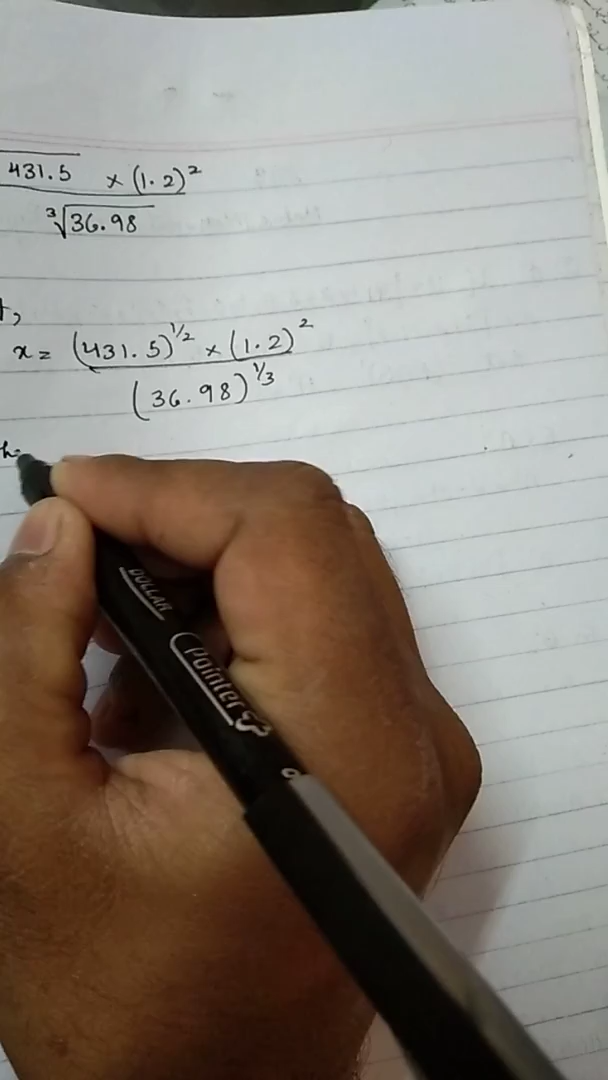 431.5 × (1.2)²
³√36.98
t,
x = (431.5)^1/2 × (1.2)²
(36.98)^1/3
DOLLAR
Pointer